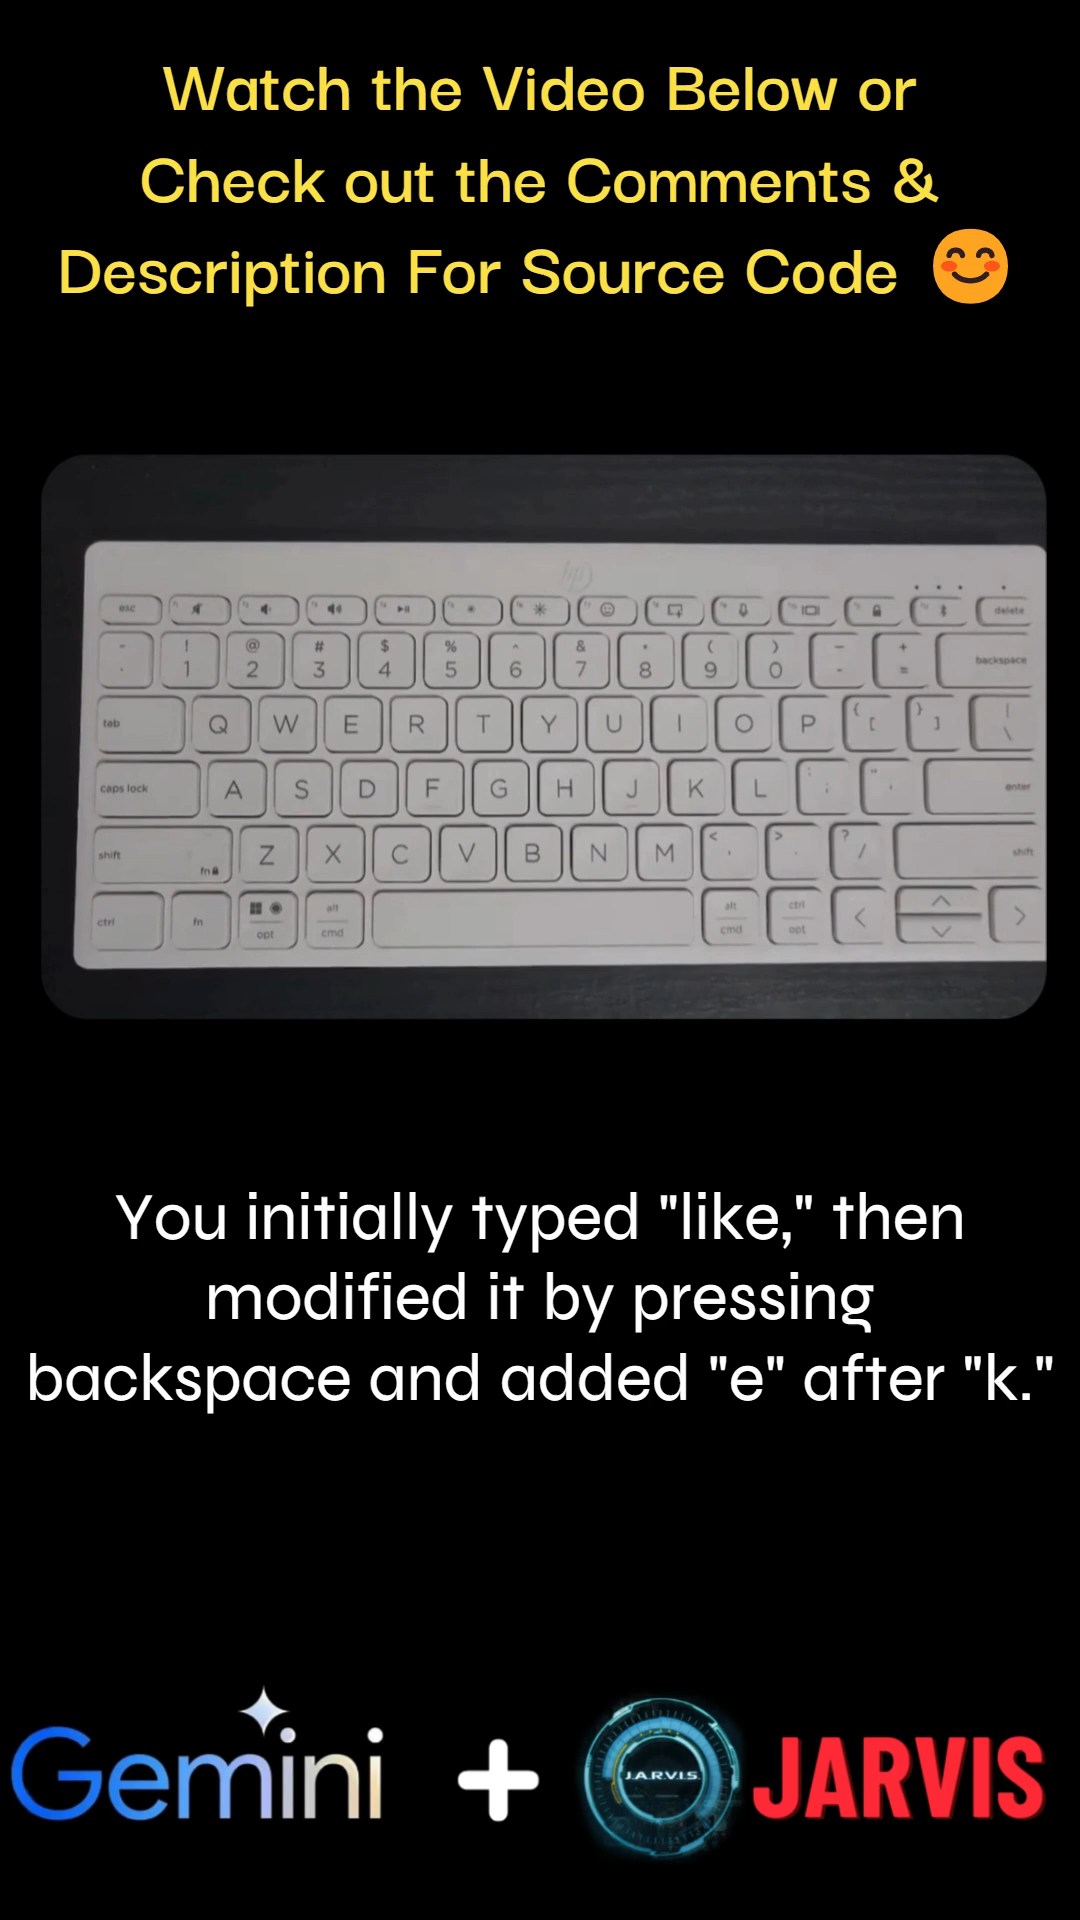 Watch the Video Below or
Check out the Comments &
Description For Source Code 😊
hp
esc delete
! @ # $ % ^ & * ( ) — +
1 2 3 4 5 6 7 8 9 0 - = backspace
tab Q W E R T Y U I O P { [ } ] | \
caps lock A S D F G H J K L : ; " ' enter
shift fn Z X C V B N M < , > . ? / shift
ctrl fn opt alt cmd alt cmd ctrl opt < >
You initially typed "like," then
modified it by pressing
backspace and added "e" after "k."
Gemini + J.A.R.V.I.S. JARVIS